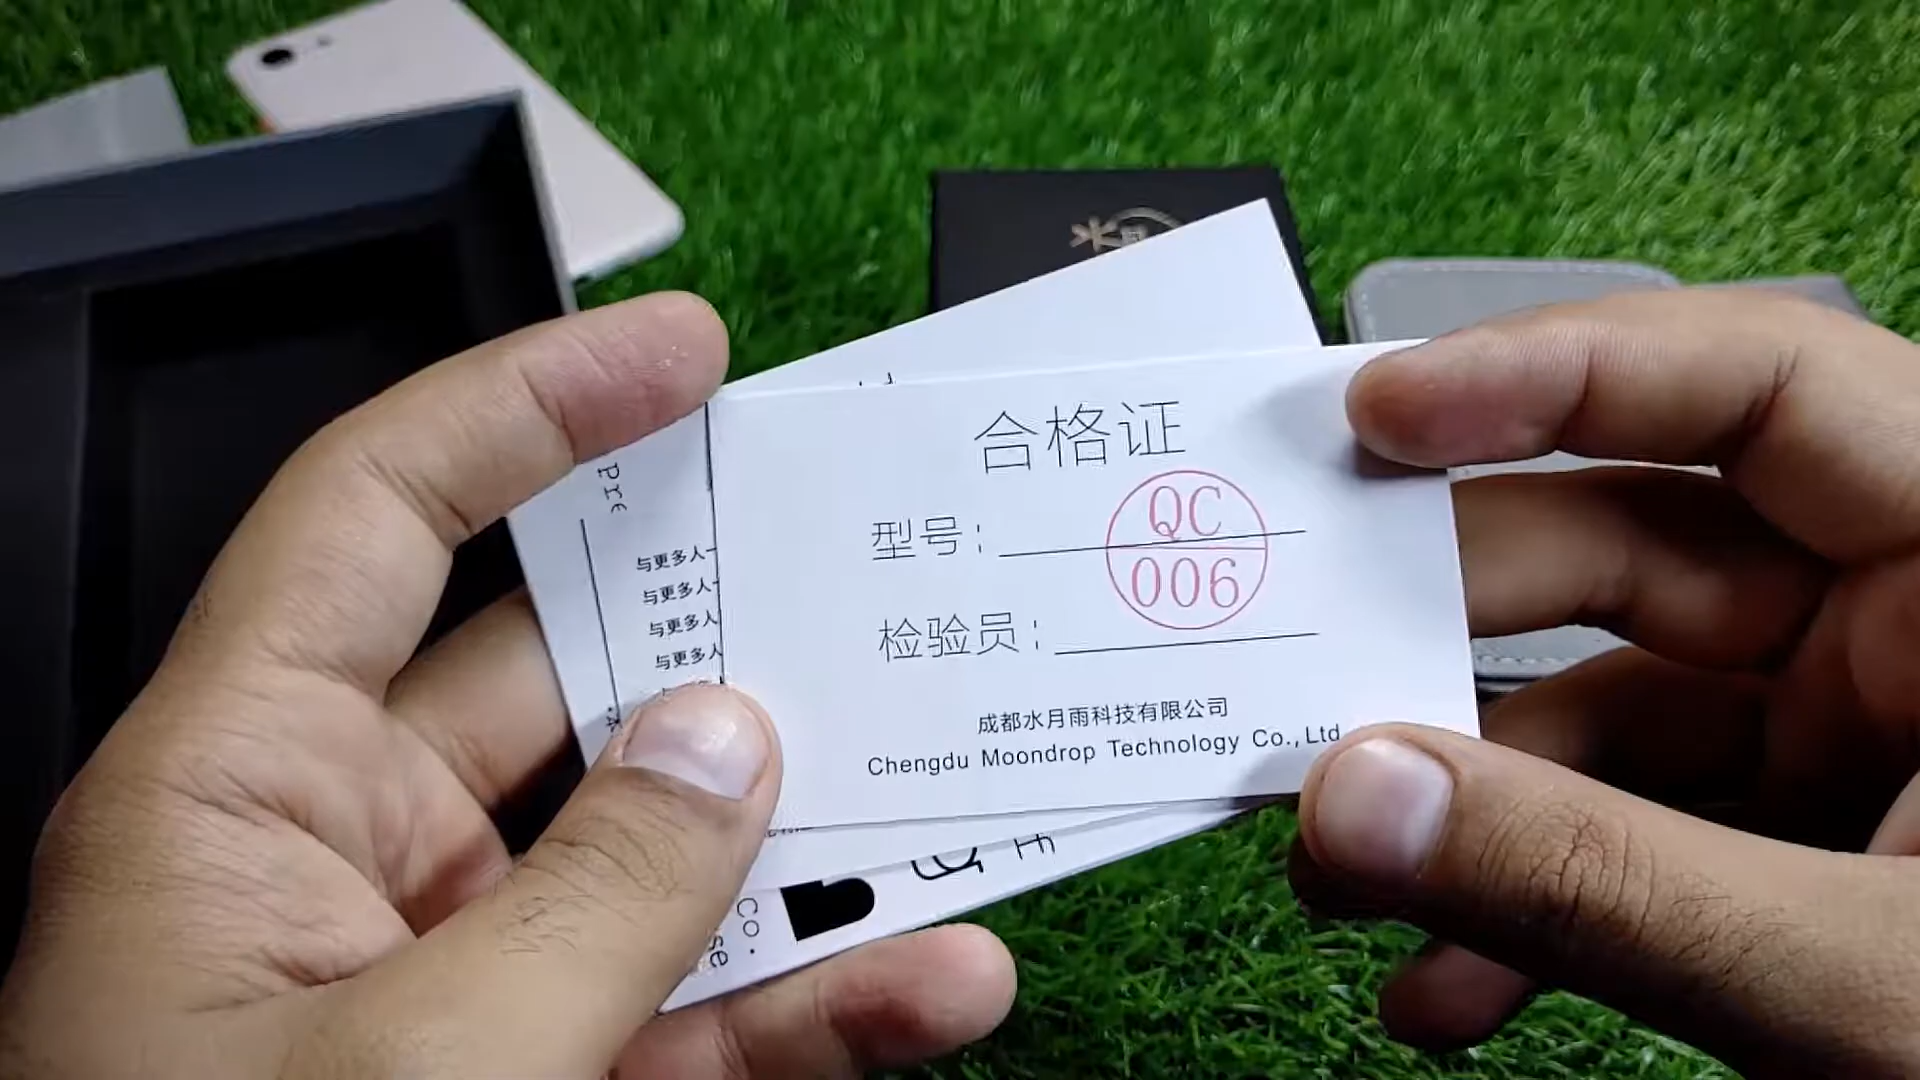 合格证
型号:
QC
006
检验员:
成都水月雨科技有限公司
Chengdu Moondrop Technology Co., Ltd
与更多人
与更多人
与更多人
与更多人
Co.
se